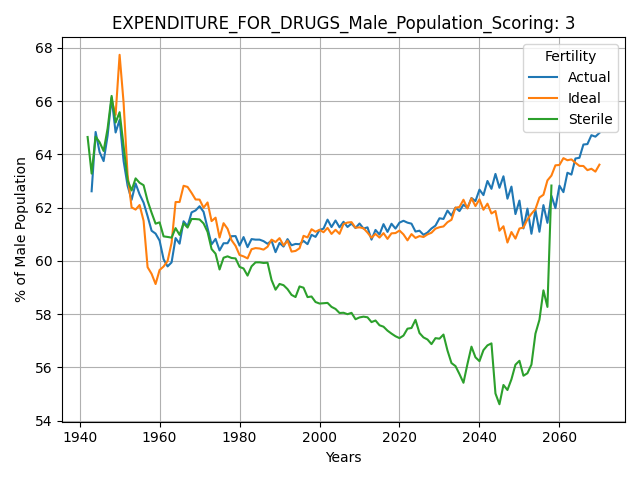 EXPENDITURE_FOR_DRUGS_Male_Population_Scoring: 3
Fertility
Actual
Ideal
Sterile
% of Male Population
68
66
64
62
60
58
56
54
1940
1960
1980
2000
2020
2040
2060
Years